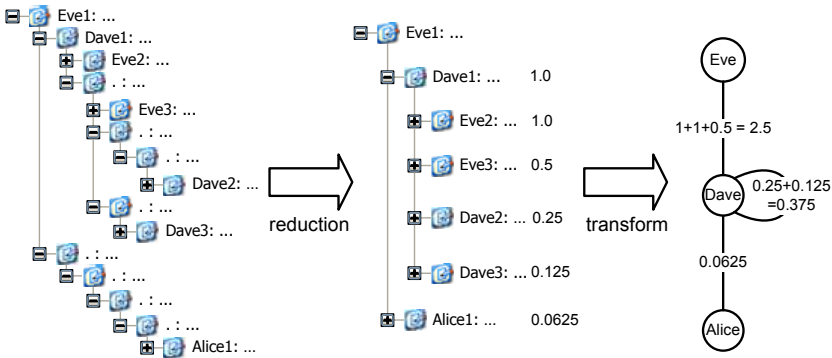 Eve1: ...
Dave1: ...
Eve2: ...
. : ...
Eve3: ...
. : ...
. : ...
Dave2: ...
. : ...
Dave3: ...
. : ...
. : ...
. : ...
. : ...
Alice1: ...
reduction
Eve1: ...
Dave1: ... 1.0
Eve2: ... 1.0
Eve3: ... 0.5
Dave2: ... 0.25
Dave3: ... 0.125
Alice1: ... 0.0625
transform
Eve
1+1+0.5 = 2.5
Dave
0.25+0.125
=0.375
0.0625
Alice